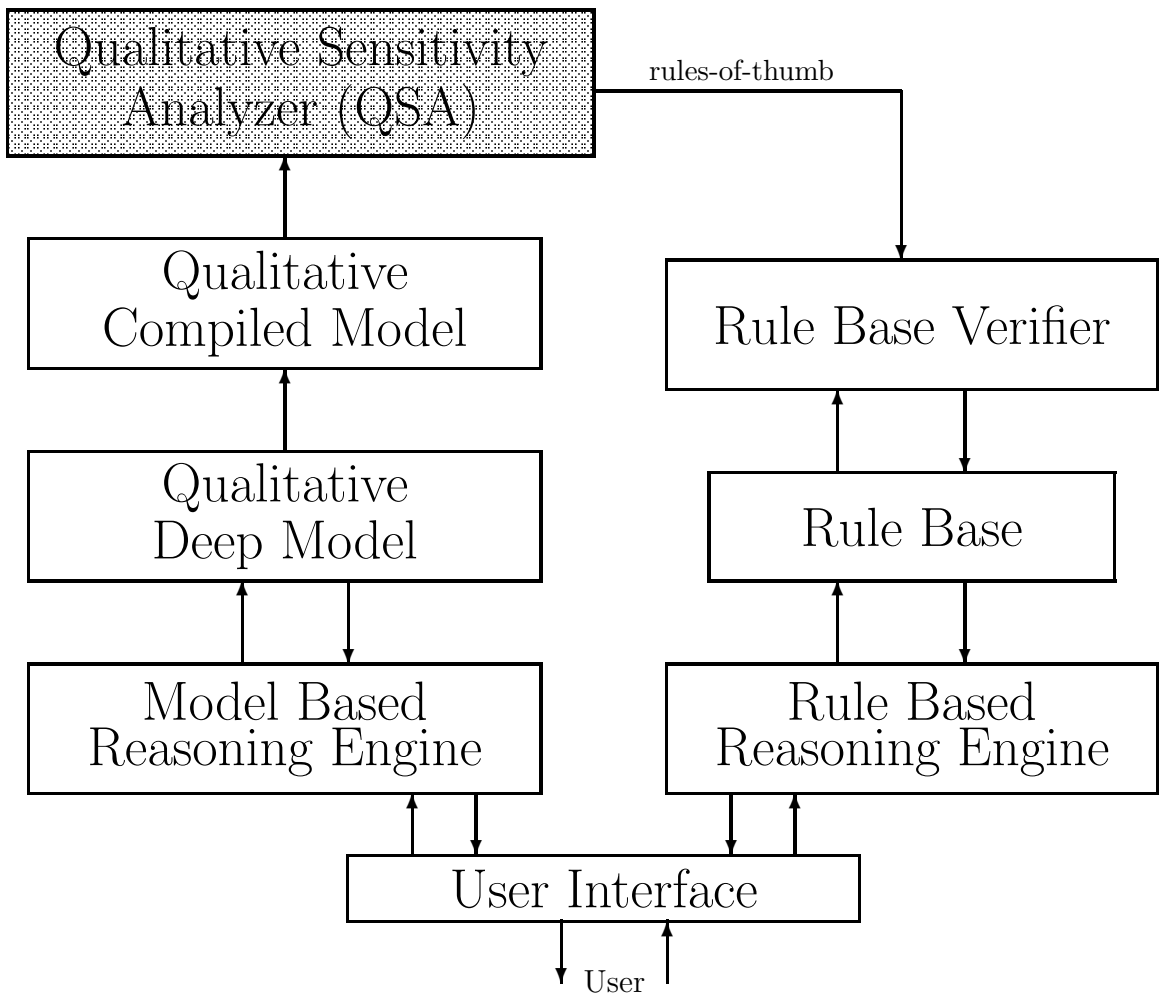 Qualitative Sensitivity
Analyzer (QSA)
rules-of-thumb
Qualitative
Compiled Model
Rule Base Verifier
Qualitative
Deep Model
Rule Base
Model Based
Reasoning Engine
Rule Based
Reasoning Engine
User Interface
User